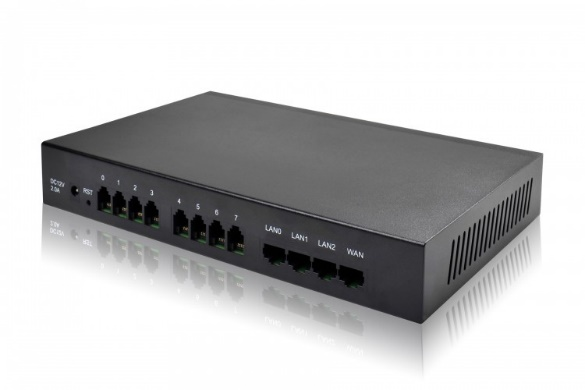 DC12V
2.0A
RST
0 1 2 3
4 5 6 7
LAN0 LAN1 LAN2 WAN